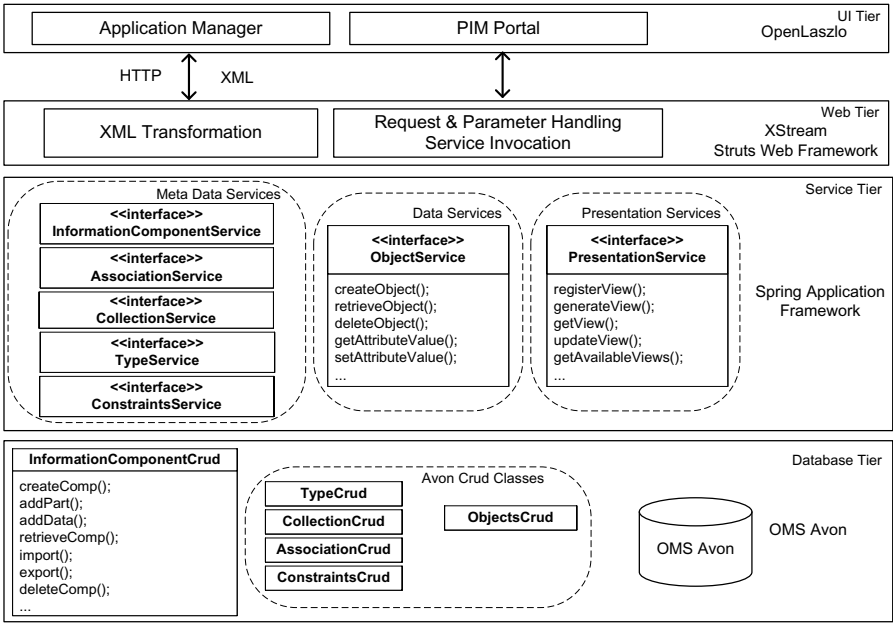 UI Tier
Application Manager
PIM Portal
OpenLaszlo
HTTP
XML
Web Tier
XML Transformation
Request & Parameter Handling
Service Invocation
XStream
Struts Web Framework
Service Tier
Meta Data Services
<<interface>>
InformationComponentService
<<interface>>
AssociationService
<<interface>>
CollectionService
<<interface>>
TypeService
<<interface>>
ConstraintsService
Data Services
<<interface>>
ObjectService
createObject();
retrieveObject();
deleteObject();
getAttributeValue();
setAttributeValue();
...
Presentation Services
<<interface>>
PresentationService
registerView();
generateView();
getView();
updateView();
getAvailableViews();
...
Spring Application
Framework
Database Tier
InformationComponentCrud
createComp();
addPart();
addData();
retrieveComp();
import();
export();
deleteComp();
...
Avon Crud Classes
TypeCrud
CollectionCrud
AssociationCrud
ConstraintsCrud
ObjectsCrud
OMS Avon
OMS Avon